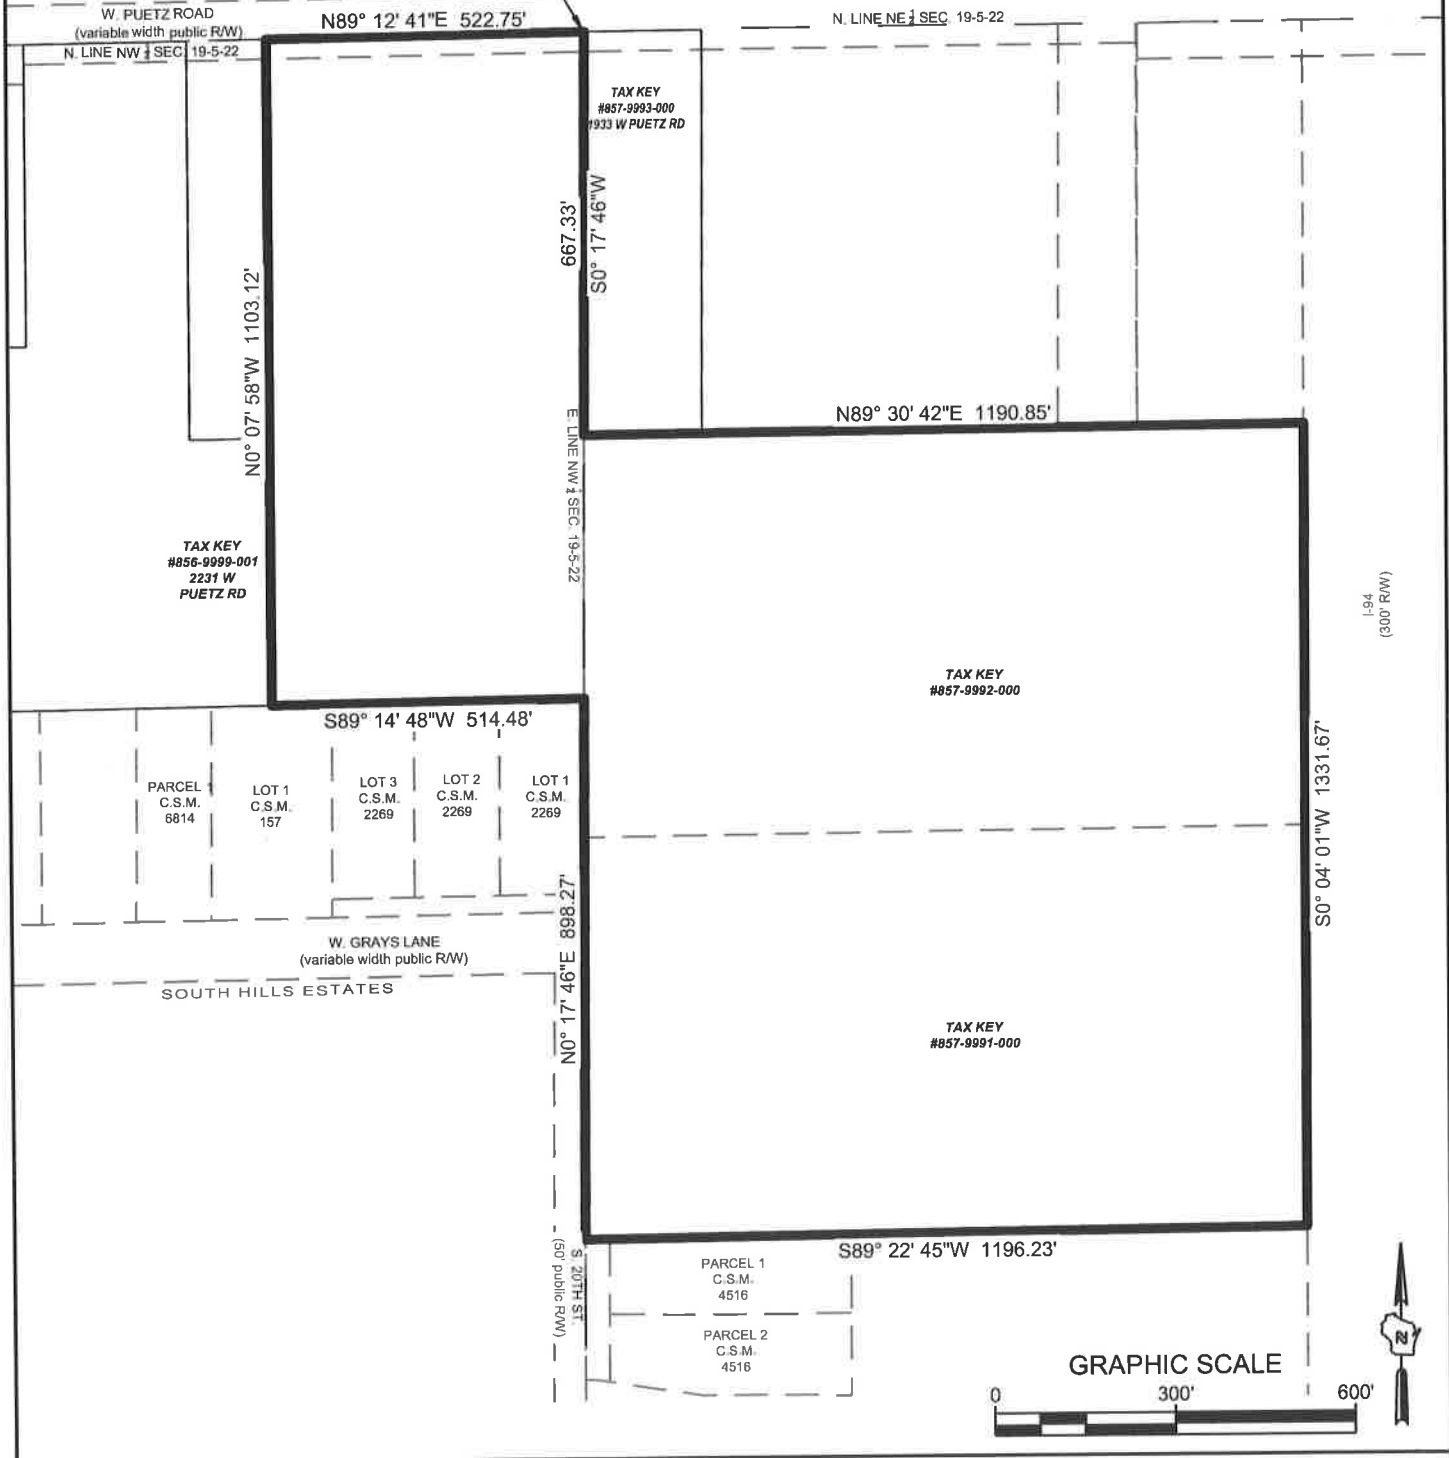 W. PUETZ ROAD
(variable width public R/W)
N. LINE NW ¼ SEC. 19-5-22
N89° 12' 41"E 522.75'
N. LINE NE ¼ SEC. 19-5-22
TAX KEY
#857-9993-000
1933 W PUETZ RD
667.33'
S0° 17' 46"W
N0° 07' 58"W 1103.12'
N89° 30' 42"E 1190.85'
E. LINE NW ¼ SEC. 19-5-22
TAX KEY
#856-9999-001
2231 W
PUETZ RD
I-94
(300' R/W)
TAX KEY
#857-9992-000
S89° 14' 48"W 514.48'
S0° 04' 01"W 1331.67'
PARCEL 1
C.S.M.
6814
LOT 1
C.S.M.
157
LOT 3
C.S.M.
2269
LOT 2
C.S.M.
2269
LOT 1
C.S.M.
2269
N0° 17' 46"E 898.27'
W. GRAYS LANE
(variable width public R/W)
SOUTH HILLS ESTATES
TAX KEY
#857-9991-000
S89° 22' 45"W 1196.23'
S. 20TH ST.
(50' public R/W)
PARCEL 1
C.S.M.
4516
PARCEL 2
C.S.M.
4516
GRAPHIC SCALE
0 300' 600'
N